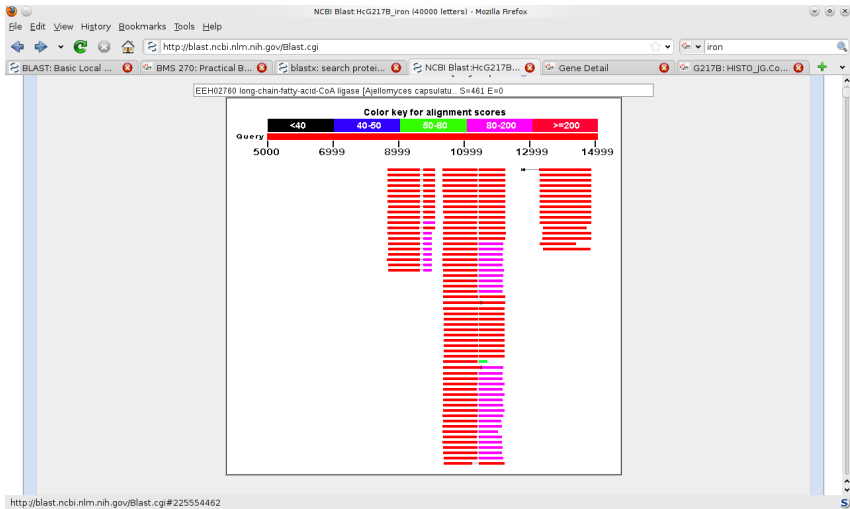 NCBI Blast:HcG217B_iron (40000 letters) - Mozilla Firefox
File Edit View History Bookmarks Tools Help
http://blast.ncbi.nlm.nih.gov/Blast.cgi
iron
BLAST: Basic Local ...
BMS 270: Practical B...
blastx: search protei...
NCBI Blast:HcG217B...
Gene Detail
G217B: HISTO_JG.Co...
EEH02760 long-chain-fatty-acid-CoA ligase [Ajellomyces capsulatu.. S=461 E=0
Color key for alignment scores
<40 40-50 50-80 80-200 >=200
Query
5000 6999 8999 10999 12999 14999
http://blast.ncbi.nlm.nih.gov/Blast.cgi#225554462